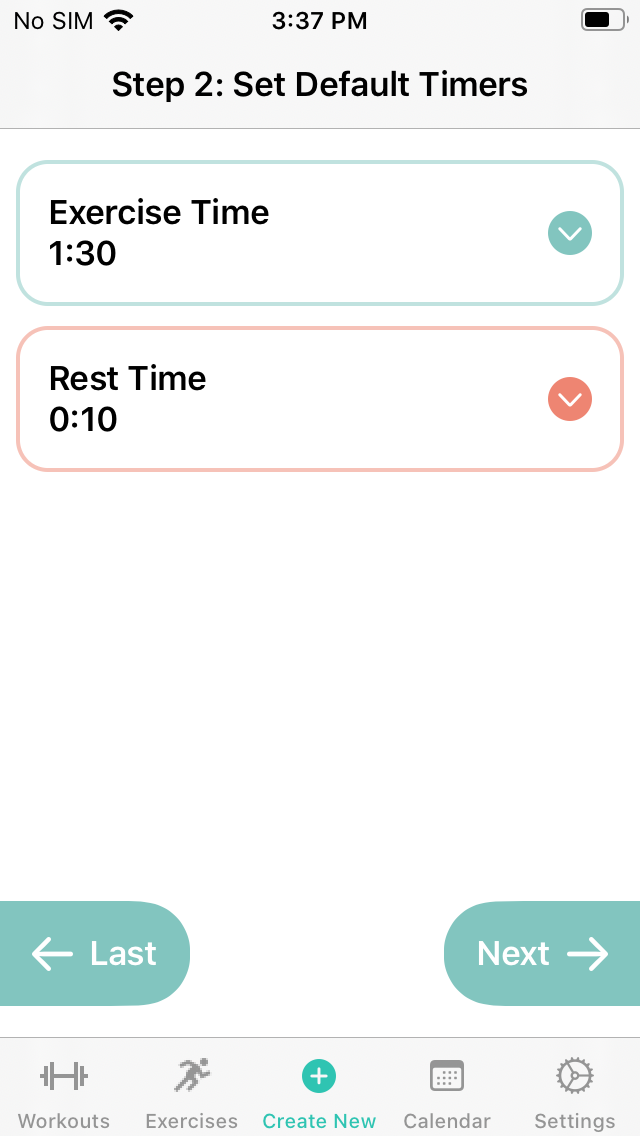 No SIM 3:37 PM
Step 2: Set Default Timers
Exercise Time
1:30
Rest Time
0:10
Last Next
Workouts Exercises Create New Calendar Settings